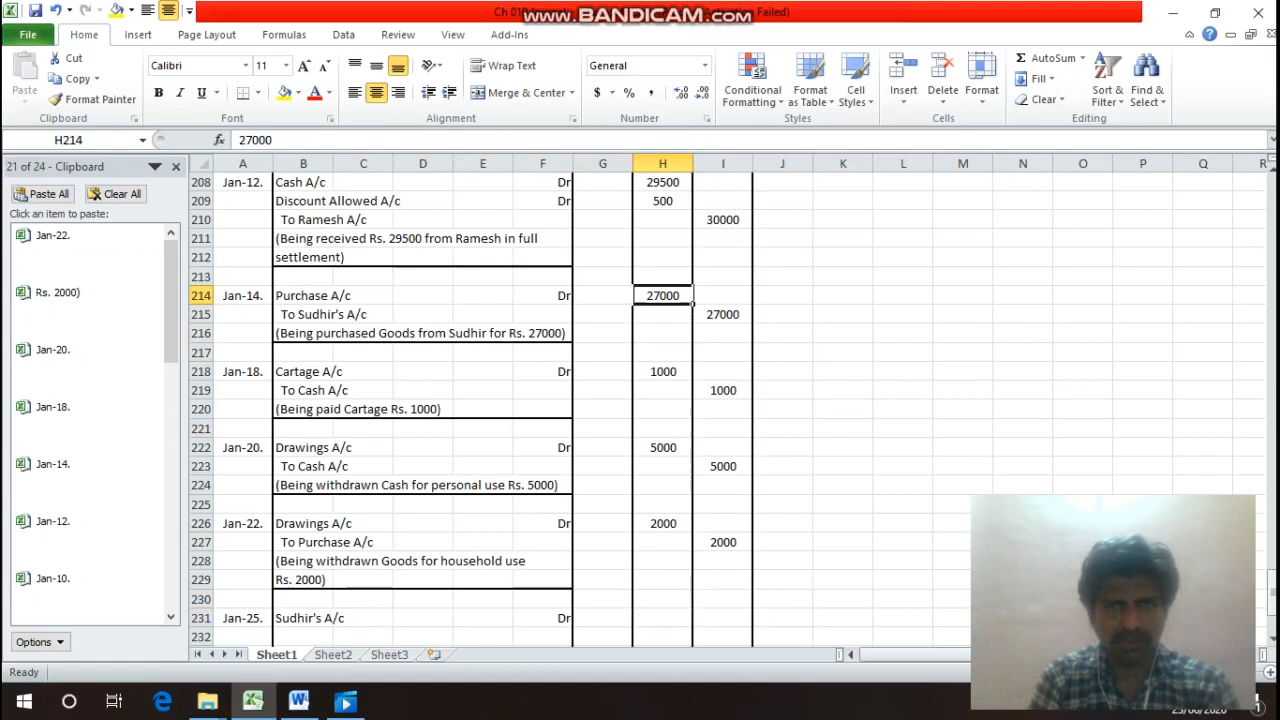 Ch 01 Failed)
www.BANDICAM.com
File Home Insert Page Layout Formulas Data Review View Add-Ins
Cut
Copy
Format Painter
Paste
Clipboard
Calibri 11
B I U
Font
Wrap Text
Merge & Center
Alignment
General
$ % ,
Number
Conditional Formatting
Format as Table
Cell Styles
Styles
Insert Delete Format
Cells
AutoSum
Fill
Clear
Sort & Filter
Find & Select
Editing
H214 fx 27000
21 of 24 - Clipboard
Paste All Clear All
Click an item to paste:
Jan-22.
Rs. 2000)
Jan-20.
Jan-18.
Jan-14.
Jan-12.
Jan-10.
Options
A B C D E F G H I J K L M N O P Q R
208 Jan-12. Cash A/c Dr 29500
209 Discount Allowed A/c Dr 500
210 To Ramesh A/c 30000
211 (Being received Rs. 29500 from Ramesh in full
212 settlement)
213
214 Jan-14. Purchase A/c Dr 27000
215 To Sudhir's A/c 27000
216 (Being purchased Goods from Sudhir for Rs. 27000)
217
218 Jan-18. Cartage A/c Dr 1000
219 To Cash A/c 1000
220 (Being paid Cartage Rs. 1000)
221
222 Jan-20. Drawings A/c Dr 5000
223 To Cash A/c 5000
224 (Being withdrawn Cash for personal use Rs. 5000)
225
226 Jan-22. Drawings A/c Dr 2000
227 To Purchase A/c 2000
228 (Being withdrawn Goods for household use
229 Rs. 2000)
230
231 Jan-25. Sudhir's A/c Dr
232
Sheet1 Sheet2 Sheet3
Ready